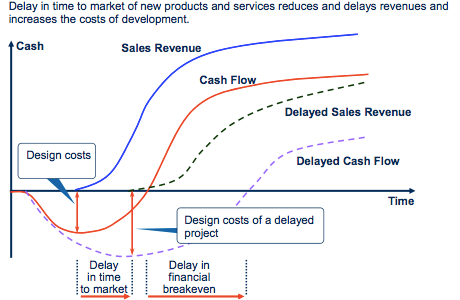 Delay in time to market of new products and services reduces and delays revenues and
increases the costs of development.
Cash
Sales Revenue
Cash Flow
Delayed Sales Revenue
Design costs
Delayed Cash Flow
Time
Design costs of a delayed
project
Delay
in time
to market
Delay in
financial
breakeven